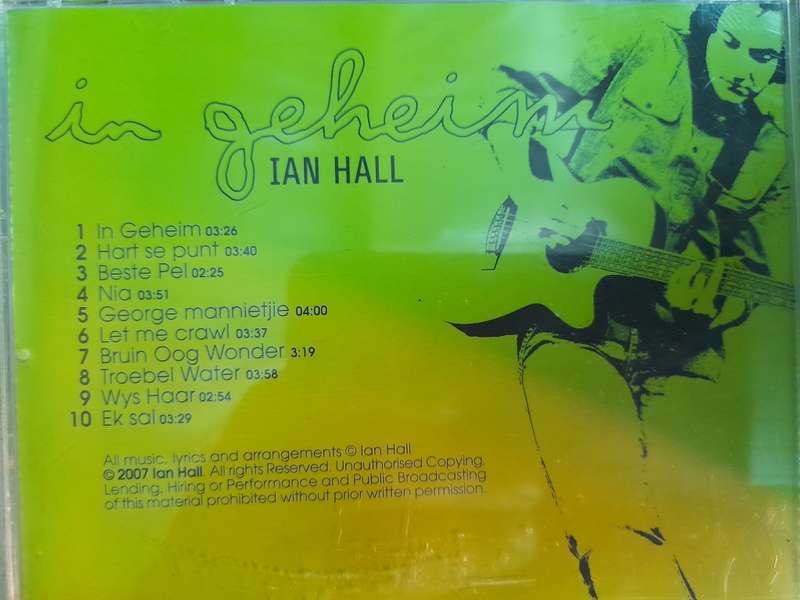 in geheim
IAN HALL
1 In Geheim 03:26
2 Hart se punt 03:40
3 Beste Pel 02:25
4 Nia 03:51
5 George mannietjie 04:00
6 Let me crawl 03:37
7 Bruin Oog Wonder 3:19
8 Troebel Water 03:58
9 Wys Haar 02:54
10 Ek sal 03:29
All music, lyrics and arrangements © Ian Hall
© 2007 Ian Hall. All rights Reserved. Unauthorised Copying,
Lending, Hiring or Performance and Public Broadcasting
of this material prohibited without prior written permission.